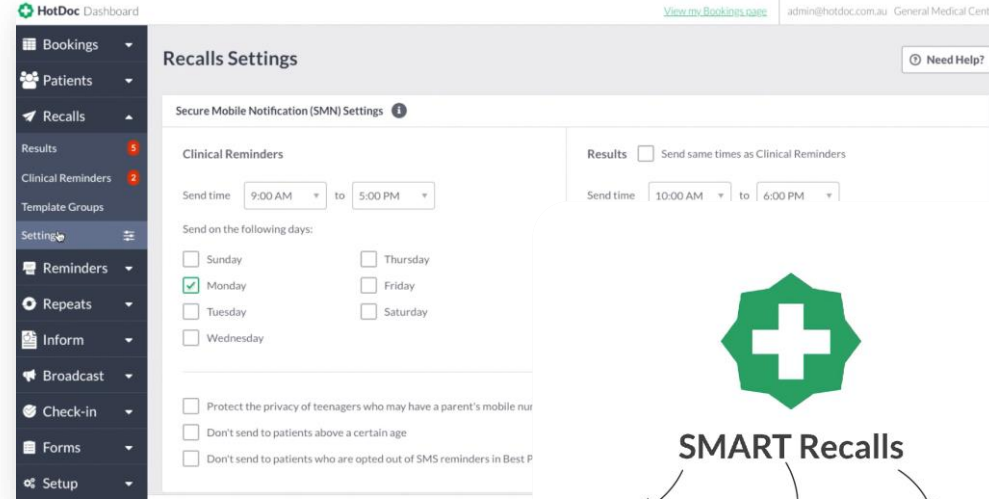 HotDoc Dashboard
View my Bookings page admin@hotdoc.com.au General Medical Cent
Bookings
Patients
Recalls
Results 5
Clinical Reminders 2
Template Groups
Settings
Reminders
Repeats
Inform
Broadcast
Check-in
Forms
Setup
Recalls Settings
Need Help?
Secure Mobile Notification (SMN) Settings
Clinical Reminders
Send time 9:00 AM to 5:00 PM
Send on the following days:
Sunday Thursday
Monday Friday
Tuesday Saturday
Wednesday
Protect the privacy of teenagers who may have a parent's mobile nu
Don't send to patients above a certain age
Don't send to patients who are opted out of SMS reminders in Best P
Results Send same times as Clinical Reminders
Send time 10:00 AM to 6:00 PM
SMART Recalls